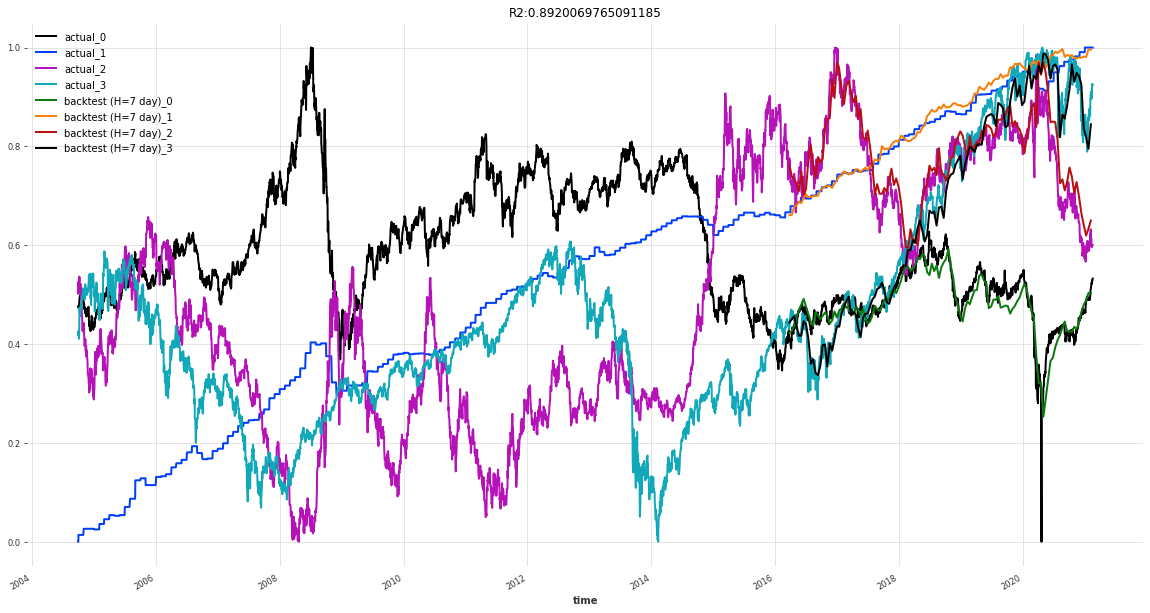 R2:0.8920069765091185
actual_0
actual_1
actual_2
actual_3
backtest (H=7 day)_0
backtest (H=7 day)_1
backtest (H=7 day)_2
backtest (H=7 day)_3
1.0
0.8
0.6
0.4
0.2
0.0
2004 2006 2008 2010 2012 2014 2016 2018 2020
time